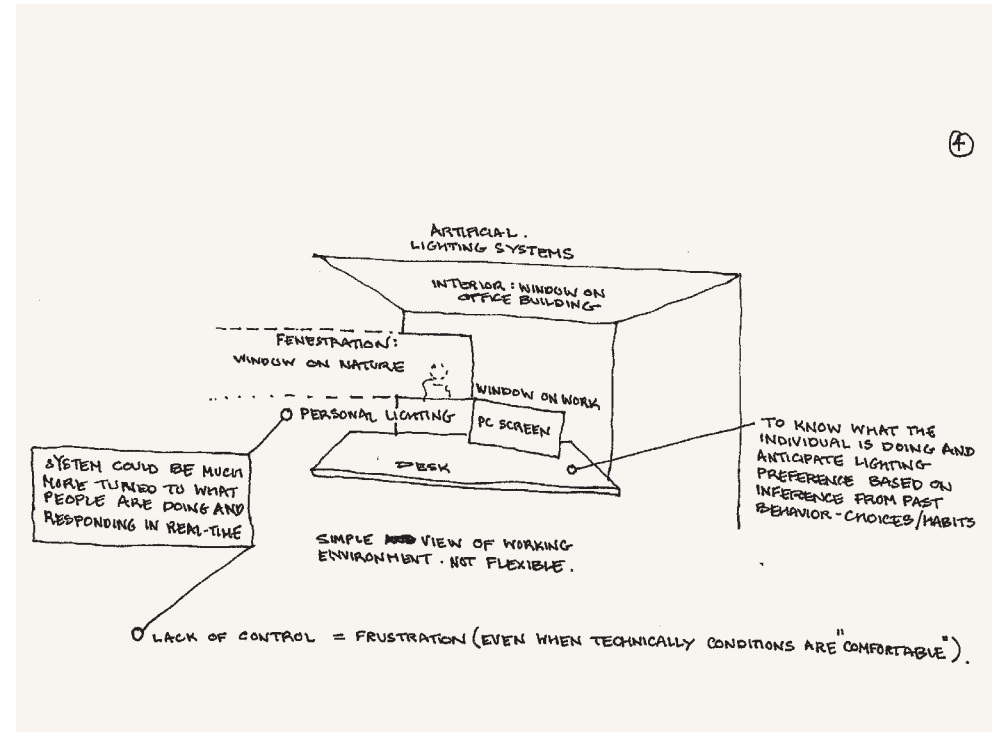 4
ARTIFICIAL.
LIGHTING SYSTEMS
INTERIOR: WINDOW ON
OFFICE BUILDING
FENESTRATION:
WINDOW ON NATURE
WINDOW ON WORK
PERSONAL LIGHTING
PC SCREEN
DESK
TO KNOW WHAT THE
INDIVIDUAL IS DOING AND
ANTICIPATE LIGHTING
PREFERENCE BASED ON
INFERENCE FROM PAST
BEHAVIOR-CHOICES/HABITS
SYSTEM COULD BE MUCH
MORE TURNED TO WHAT
PEOPLE ARE DOING AND
RESPONDING IN REAL-TIME
SIMPLE VIEW OF WORKING
ENVIRONMENT. NOT FLEXIBLE.
LACK OF CONTROL = FRUSTRATION (EVEN WHEN TECHNICALLY CONDITIONS ARE "COMFORTABLE").